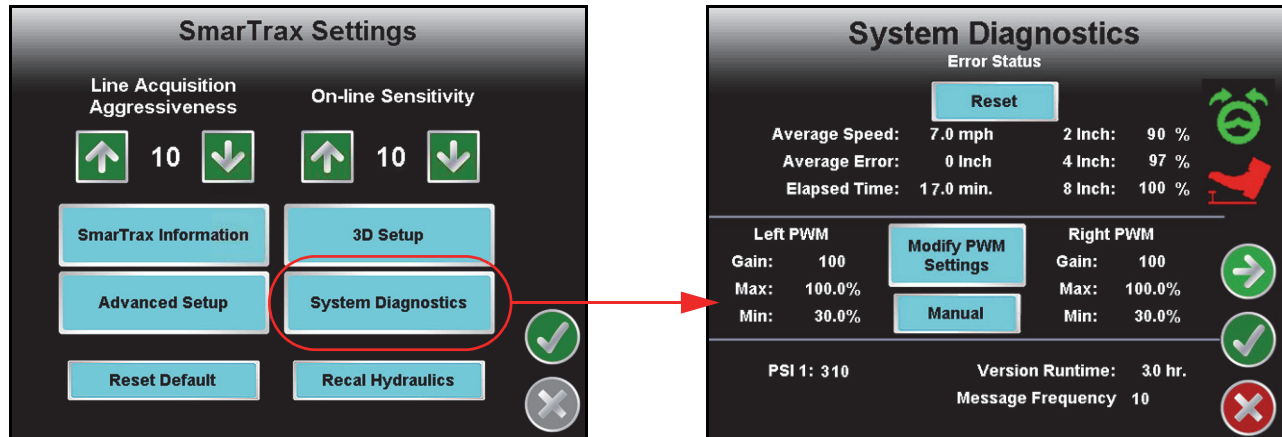 SmarTrax Settings
Line Acquisition
Aggressiveness
On-line Sensitivity
10
10
SmarTrax Information
3D Setup
Advanced Setup
System Diagnostics
Reset Default
Recal Hydraulics
System Diagnostics
Error Status
Reset
Average Speed: 7.0 mph 2 Inch: 90 %
Average Error: 0 Inch 4 Inch: 97 %
Elapsed Time: 17.0 min. 8 Inch: 100 %
Left PWM
Gain: 100
Max: 100.0%
Min: 30.0%
Modify PWM
Settings
Manual
Right PWM
Gain: 100
Max: 100.0%
Min: 30.0%
PSI 1: 310 Version Runtime: 30 hr.
Message Frequency 10